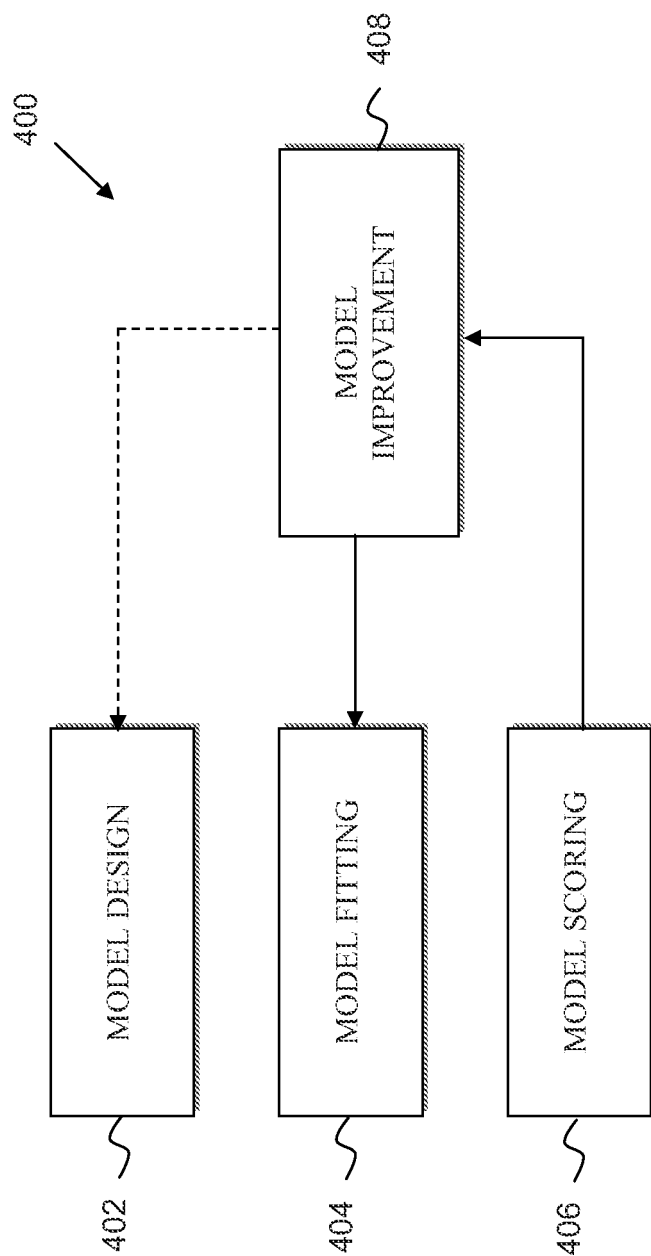 400
402
MODEL DESIGN
404
MODEL FITTING
406
MODEL SCORING
MODEL
IMPROVEMENT
408